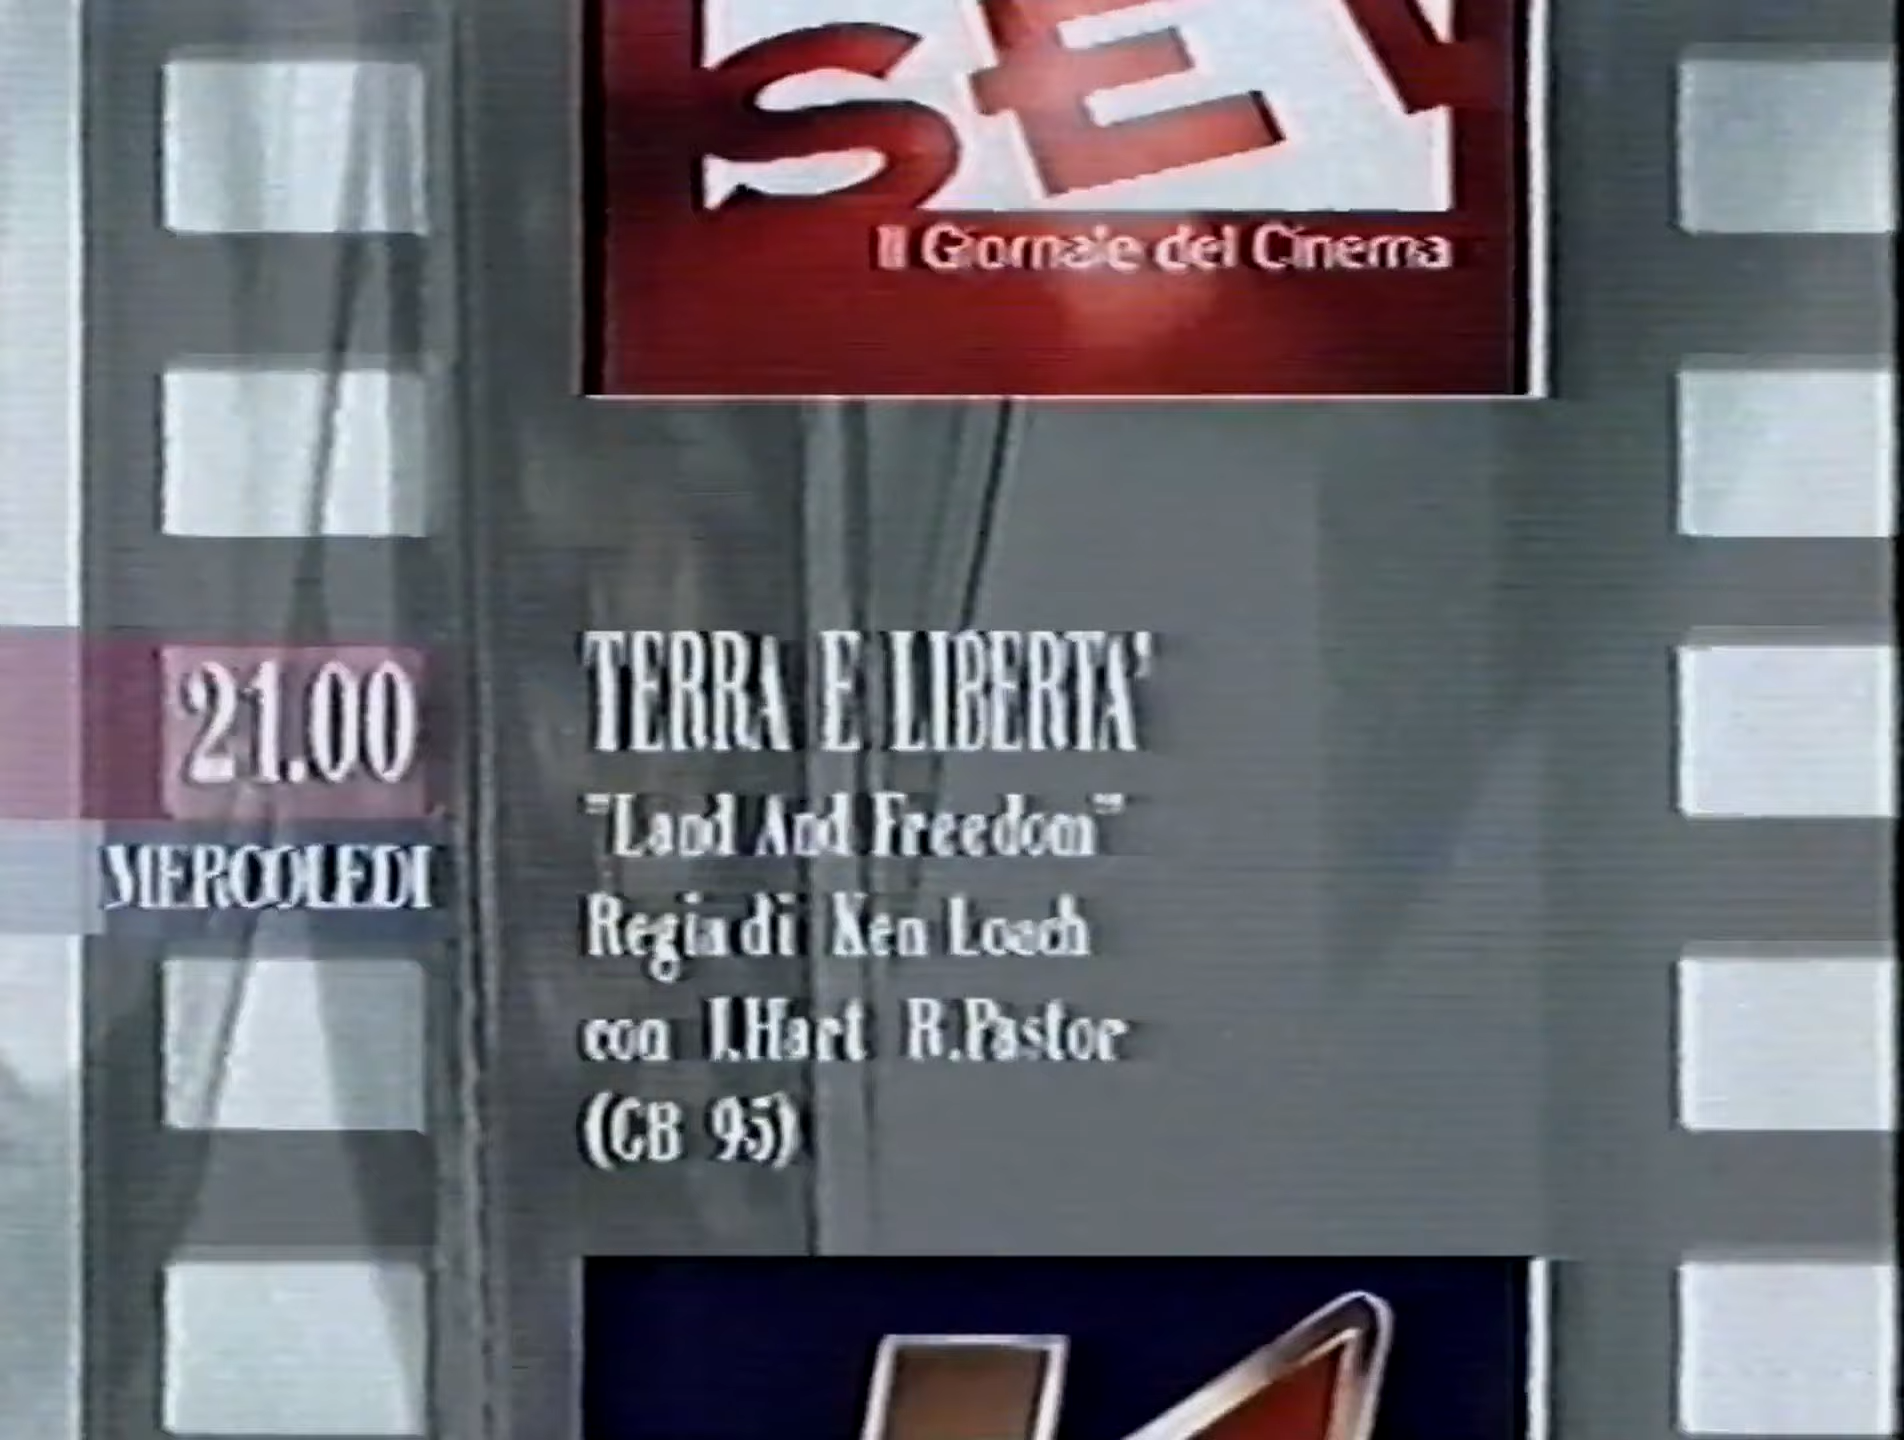 SE
Il Giornale del Cinema
21.00
MERCOLEDI
TERRA E LIBERTA'
"Land And Freedom"
Regia di Ken Loach
con I.Hart R.Pastor
(GB 95)